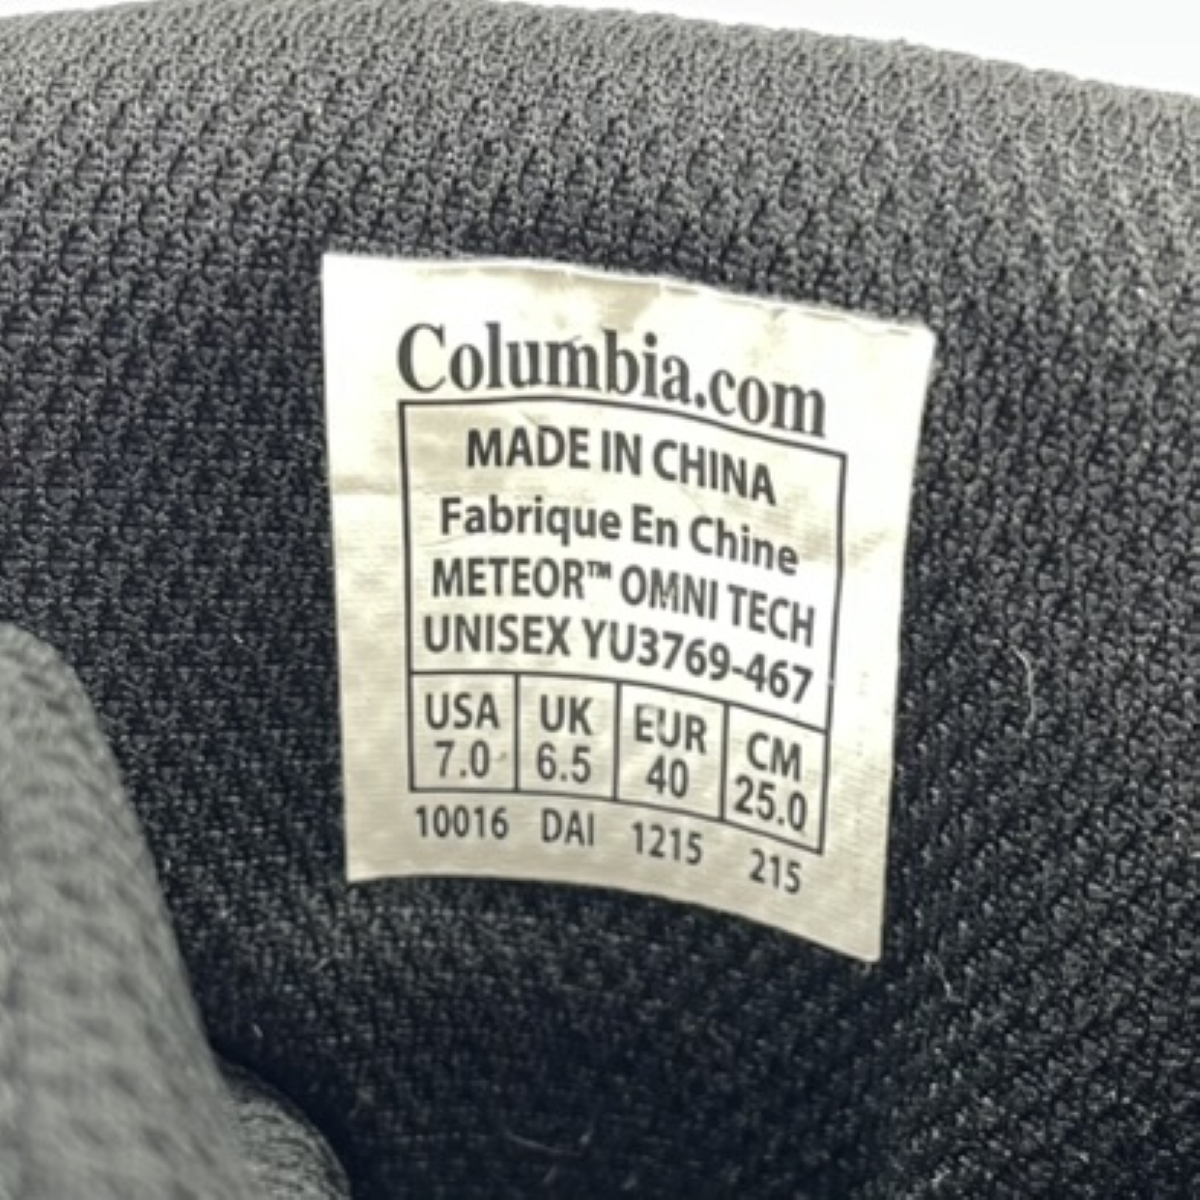 Columbia.com
MADE IN CHINA
Fabrique En Chine
METEOR™ OMNI TECH
UNISEX YU3769-467
USA UK EUR CM
7.0 6.5 40 25.0
10016 DAI 1215 215